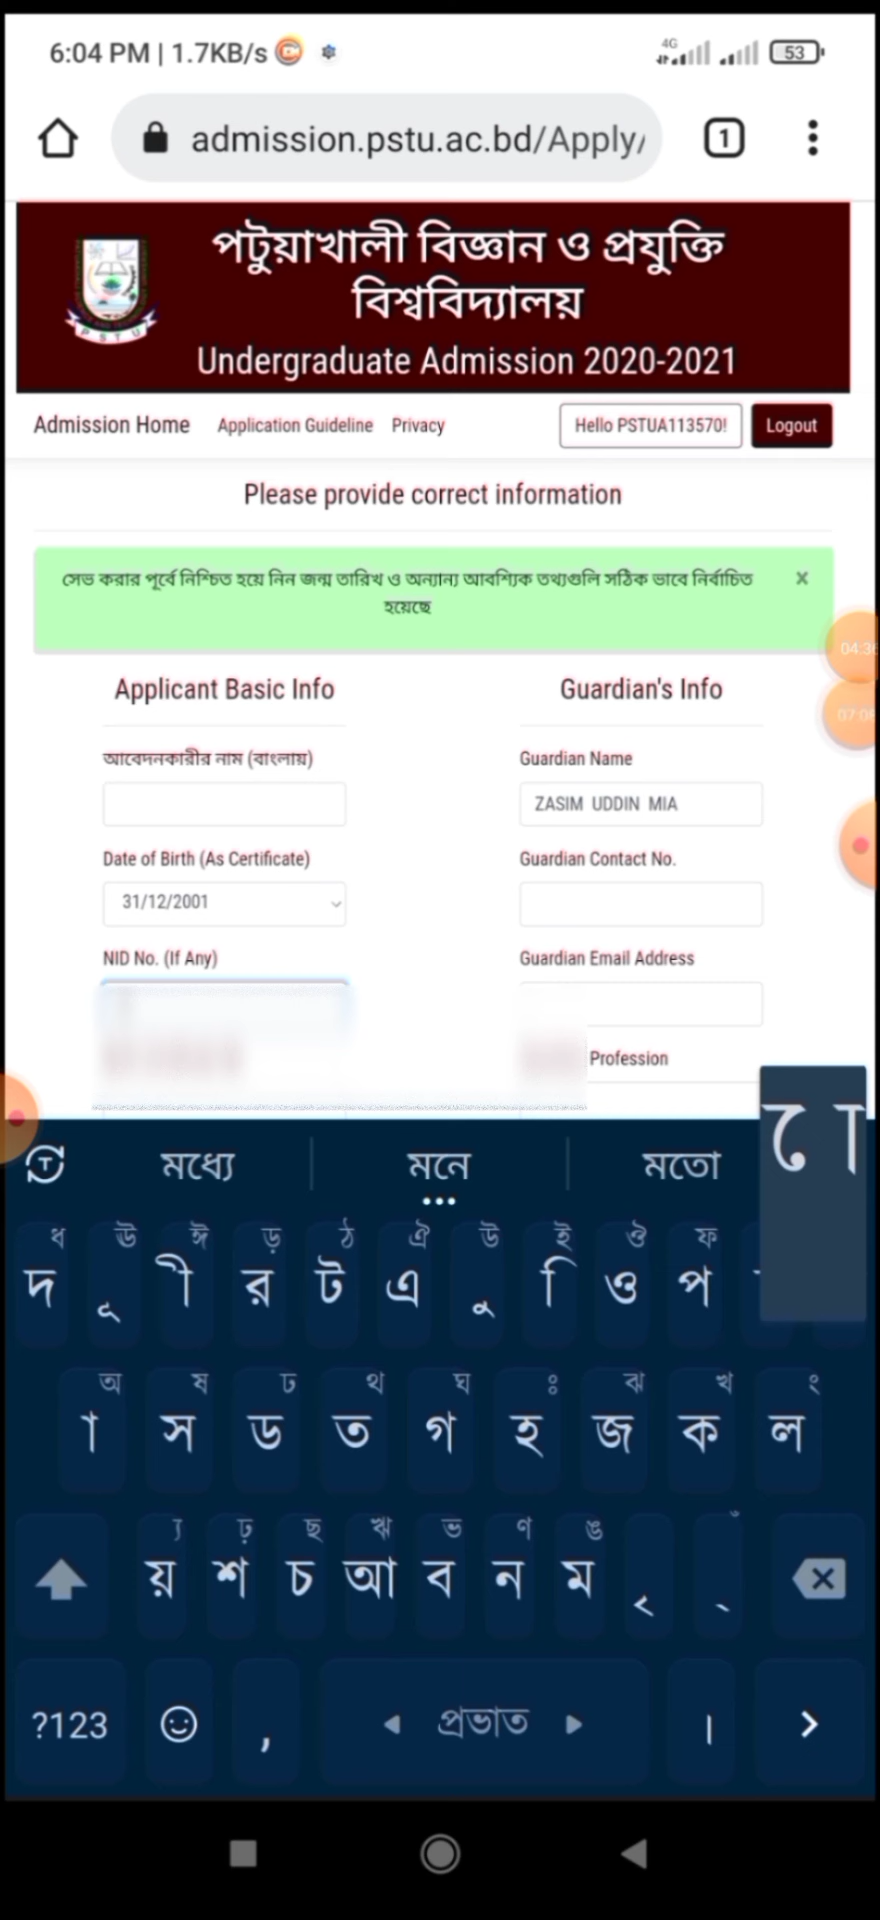 6:04 PM | 1.7KB/s
4G
53
admission.pstu.ac.bd/Apply/
1
পটুয়াখালী বিজ্ঞান ও প্রযুক্তি
বিশ্ববিদ্যালয়
Undergraduate Admission 2020-2021
P S T U
Admission Home Application Guideline Privacy Hello PSTUA113570! Logout
Please provide correct information
সেভ করার পূর্বে নিশ্চিত হয়ে নিন জন্ম তারিখ ও অন্যান্য আবশ্যিক তথ্যগুলি সঠিক ভাবে নির্বাচিত x
হয়েছে
04:36
Applicant Basic Info Guardian's Info
আবেদনকারীর নাম (বাংলায়) Guardian Name
ZASIM UDDIN MIA
Date of Birth (As Certificate) Guardian Contact No.
31/12/2001
NID No. (If Any) Guardian Email Address
Profession
মধ্যে মনে মতো
ো
ধ ঊ ঈ ড় ঠ ঐ উ ই ঔ ফ
দ ূ ী র ট এ ু ি ও প
অ ষ ঢ থ ঘ ঃ ঝ খ ং
া স ড ত গ হ জ ক ল
্য ঢ় ছ ঋ ভ ণ ঙ ঁ
য় শ চ আ ব ন ম ৃ ্
?123 , প্রভাত । >